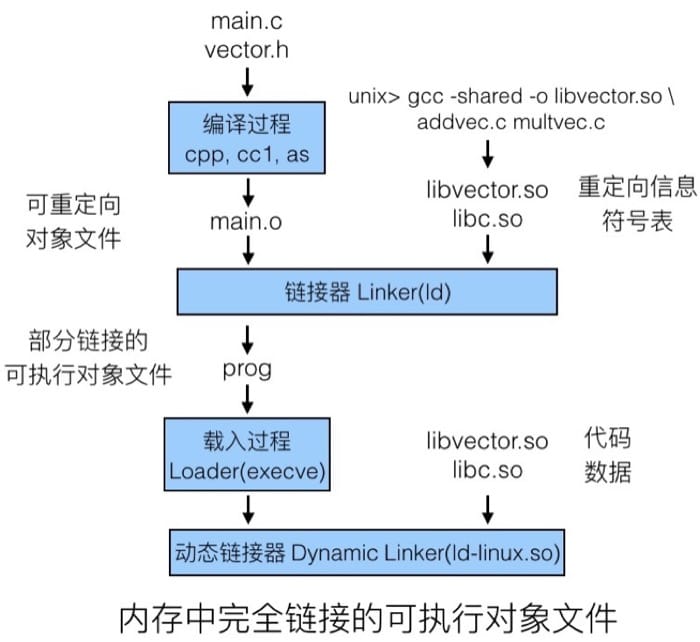 main.c
vector.h
编译过程
cpp, cc1, as
unix> gcc -shared -o libvector.so \
addvec.c multvec.c
可重定向
对象文件
main.o
libvector.so
libc.so
重定向信息
符号表
链接器 Linker(ld)
部分链接的
可执行对象文件
prog
载入过程
Loader(execve)
libvector.so
libc.so
代码
数据
动态链接器 Dynamic Linker(ld-linux.so)
内存中完全链接的可执行对象文件